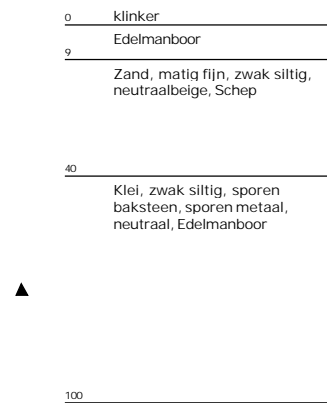 0 klinker
Edelmanboor
9
Zand, matig fijn, zwak siltig,
neutraalbeige, Schep
40
Klei, zwak siltig, sporen
baksteen, sporen metaal,
neutraal, Edelmanboor
100